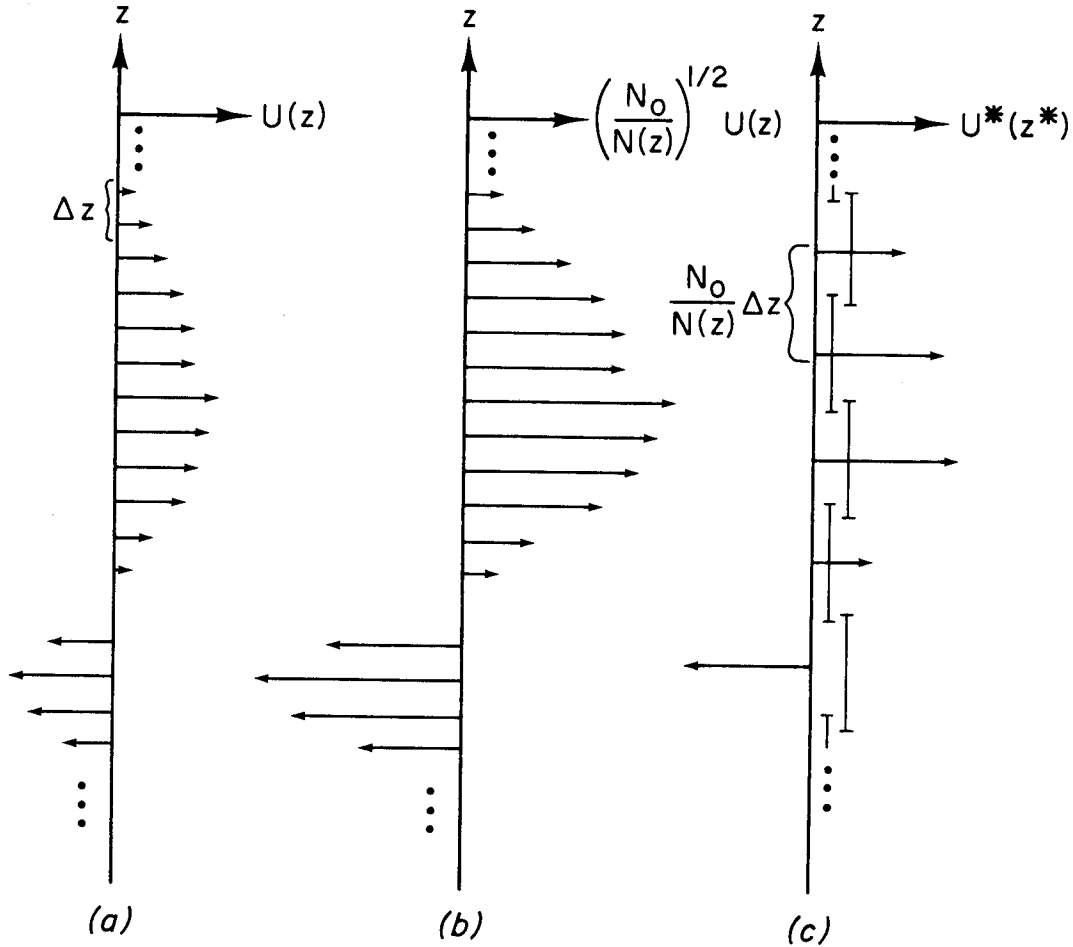 z
U(z)
Δz
(a)
z
(N₀/N(z))^1/2 U(z)
(b)
z
U*(z*)
N₀/N(z) Δz
(c)